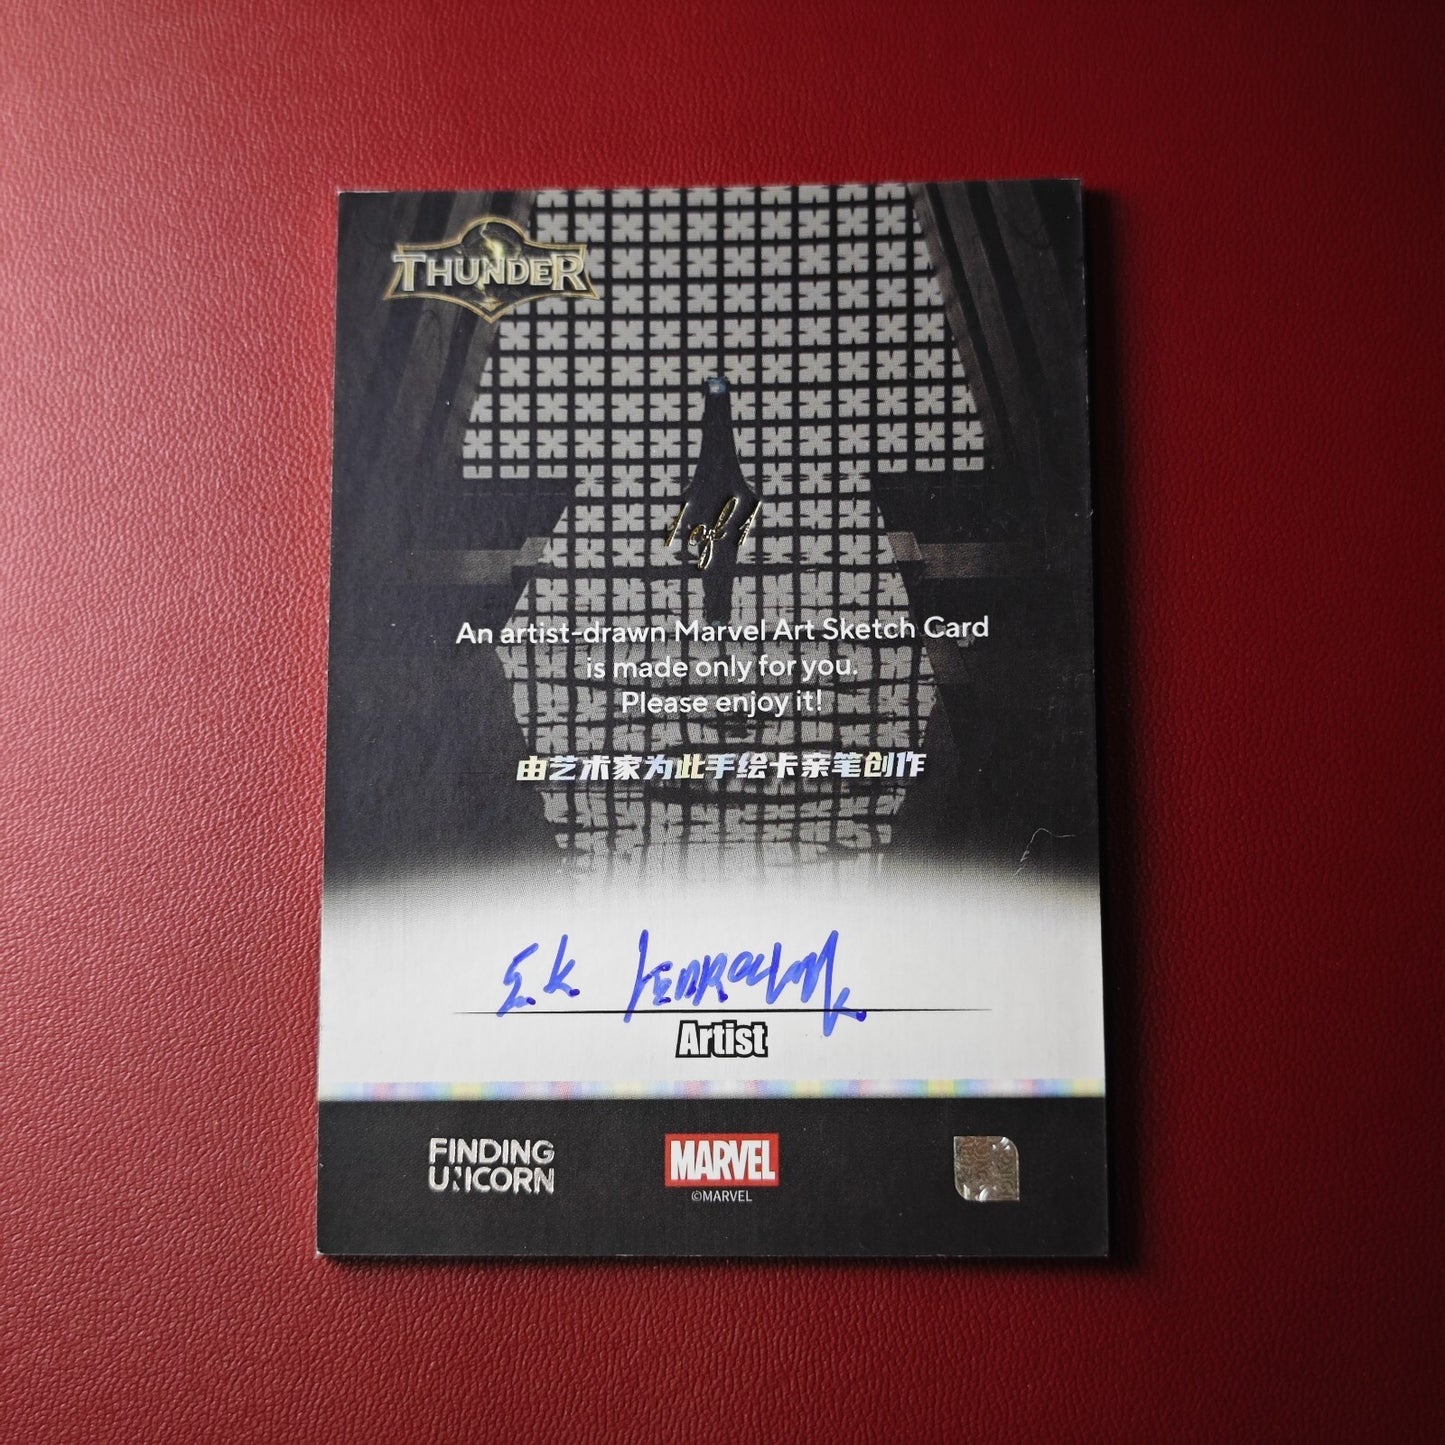 THUNDER
1 of 1
An artist-drawn Marvel Art Sketch Card
is made only for you.
Please enjoy it!
由艺术家为此手绘卡亲笔创作
Artist
FINDING
UNICORN
MARVEL
©MARVEL